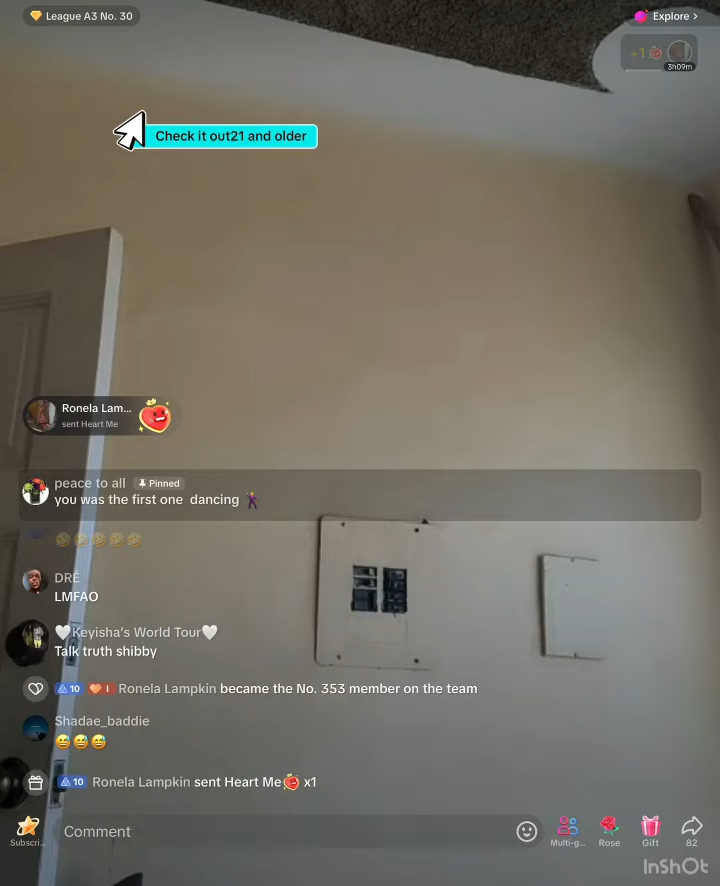 League A3 No. 30
Explore >
+1
3h09m
Check it out21 and older
Ronela Lam...
sent Heart Me
peace to all Pinned
you was the first one dancing
DRÉ
LMFAO
🤍Keyisha's World Tour🤍
Talk truth shibby
10 I Ronela Lampkin became the No. 353 member on the team
Shadae_baddie
😅😅😅
10 Ronela Lampkin sent Heart Me x1
Subscri...
Comment
Multi-g...
Rose
Gift
82
InShOt